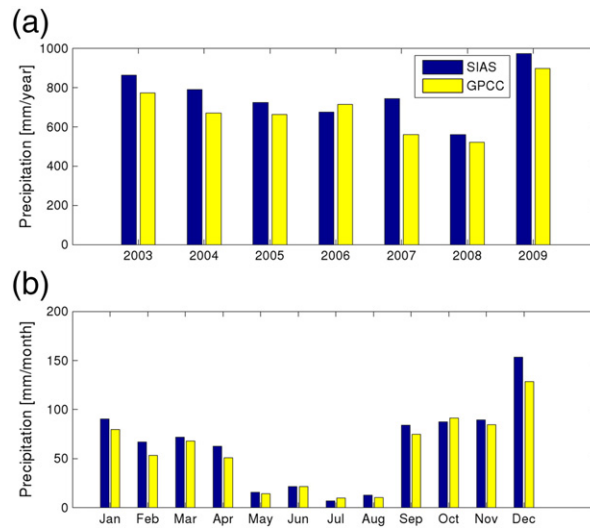 (a)
Precipitation [mm/year]
1000
800
600
400
200
0
SIAS
GPCC
2003 2004 2005 2006 2007 2008 2009
(b)
Precipitation [mm/month]
200
150
100
50
0
Jan Feb Mar Apr May Jun Jul Aug Sep Oct Nov Dec